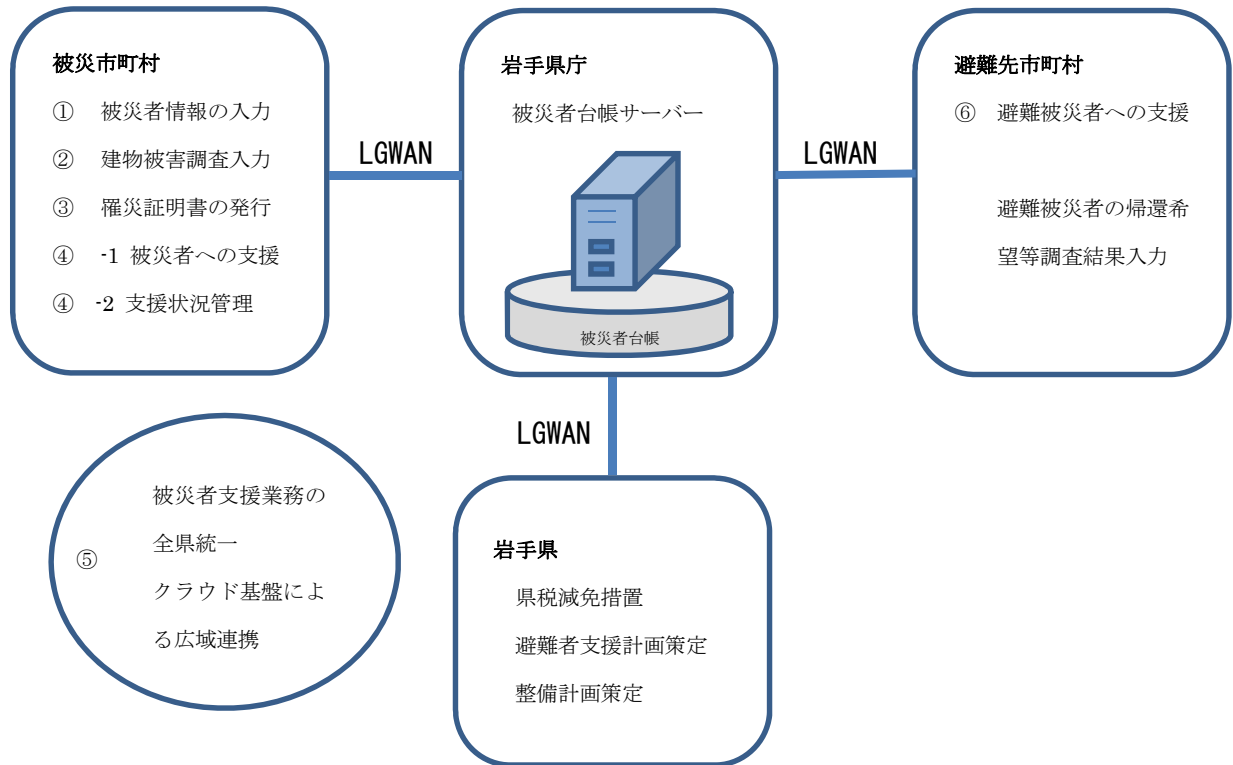 被災市町村
① 被災者情報の入力
② 建物被害調査入力
③ 罹災証明書の発行
④ -1 被災者への支援
④ -2 支援状況管理
LGWAN
岩手県庁
被災者台帳サーバー
被災者台帳
LGWAN
避難先市町村
⑥ 避難被災者への支援
避難被災者の帰還希
望等調査結果入力
LGWAN
⑤
被災者支援業務の
全県統一
クラウド基盤によ
る広域連携
岩手県
県税減免措置
避難者支援計画策定
整備計画策定